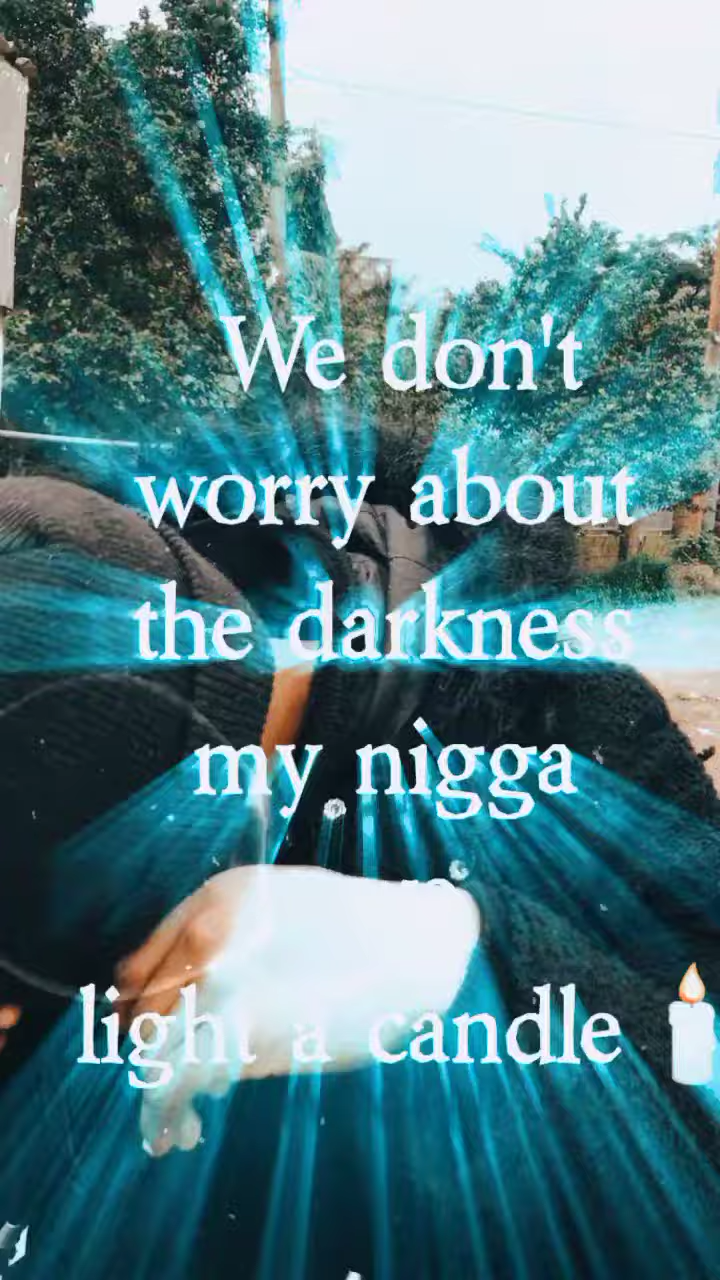 We don't
worry about
the darkness
my nigga
light a candle 🕯️